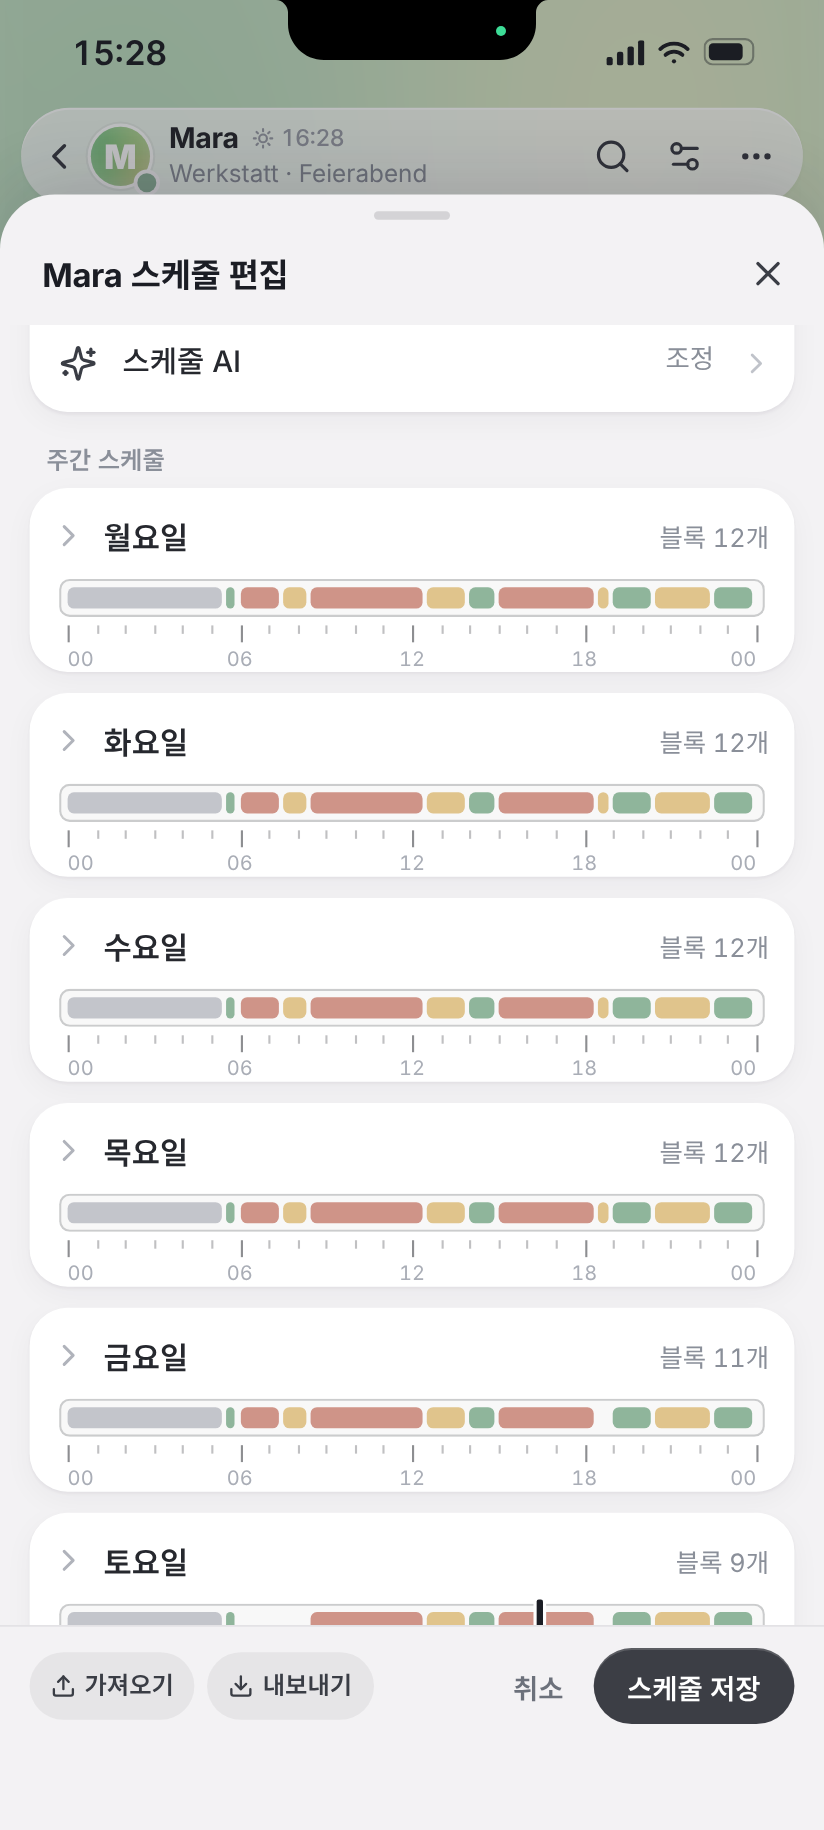 15:28
M
Mara 16:28
Werkstatt · Feierabend
Mara 스케줄 편집
스케줄 AI 조정
주간 스케줄
월요일 블록 12개
00 06 12 18 00
화요일 블록 12개
00 06 12 18 00
수요일 블록 12개
00 06 12 18 00
목요일 블록 12개
00 06 12 18 00
금요일 블록 11개
00 06 12 18 00
토요일 블록 9개
가져오기 내보내기 취소 스케줄 저장